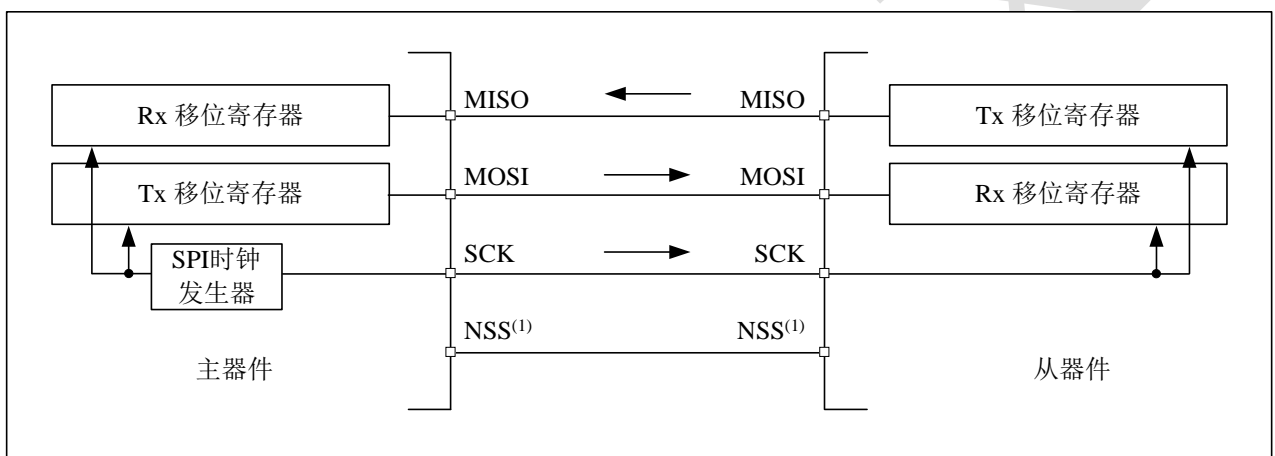 MISO MISO
Rx 移位寄存器 Tx 移位寄存器
MOSI MOSI
Tx 移位寄存器 Rx 移位寄存器
SCK SCK
SPI时钟
发生器
NSS(1) NSS(1)
主器件 从器件